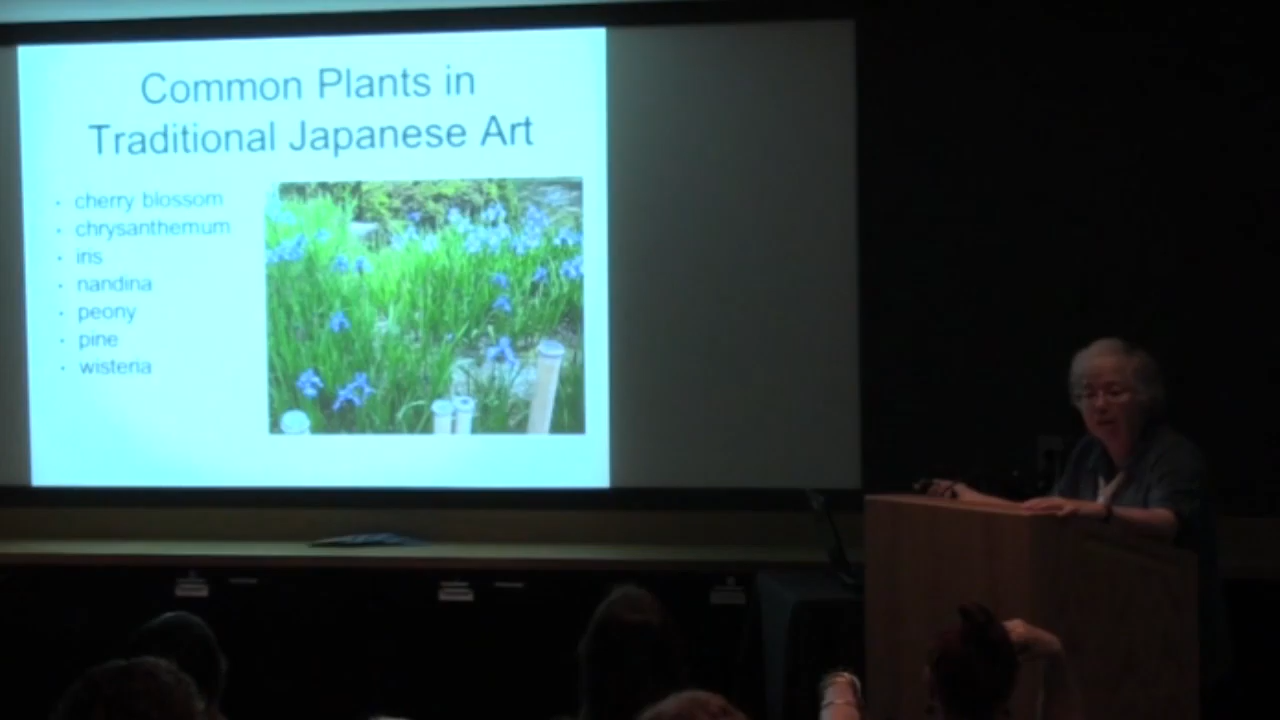 Common Plants in
Traditional Japanese Art
• cherry blossom
• chrysanthemum
• iris
• nandina
• peony
• pine
• wisteria